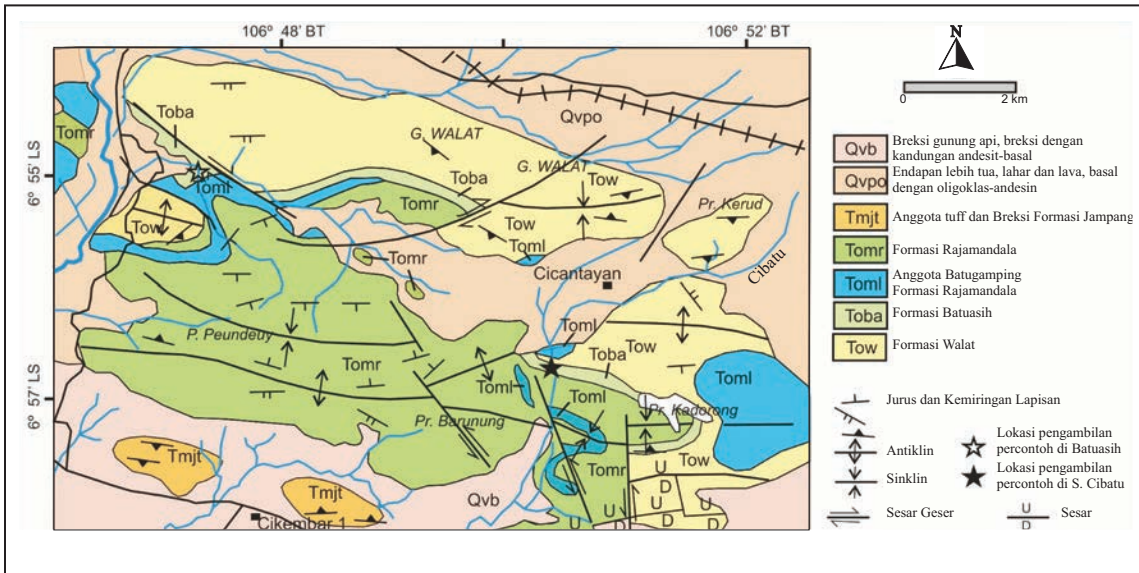 106° 48' BT
106° 52' BT
6° 55' LS
6° 57' LS
Tomr
Toba
Toml
Tow
G. WALAT
Toba
Tomr
G. WALAT
Tow
Tow
Toml
Qvpo
Pr. Kerud
Tomr
Cicantayan
Cibatu
P. Peundeuy
Tomr
Toml
Toba
Tow
Toml
Toml
Toml
Pr. Kadorong
Pr. Barunung
Tomr
Tow
Tmjt
Tmjt
Qvb
Cikembar 1
U
D
U
D
U
D
U
D
U
D
N
0 2 km
Qvb Breksi gunung api, breksi dengan
kandungan andesit-basal
Qvpo Endapan lebih tua, lahar dan lava, basal
dengan oligoklas-andesin
Tmjt Anggota tuff dan Breksi Formasi Jampang
Tomr Formasi Rajamandala
Toml Anggota Batugamping
Formasi Rajamandala
Toba Formasi Batuasih
Tow Formasi Walat
Jurus dan Kemiringan Lapisan
Antiklin
Sinklin
Sesar Geser
Lokasi pengambilan
percontoh di Batuasih
Lokasi pengambilan
percontoh di S. Cibatu
U
D
Sesar